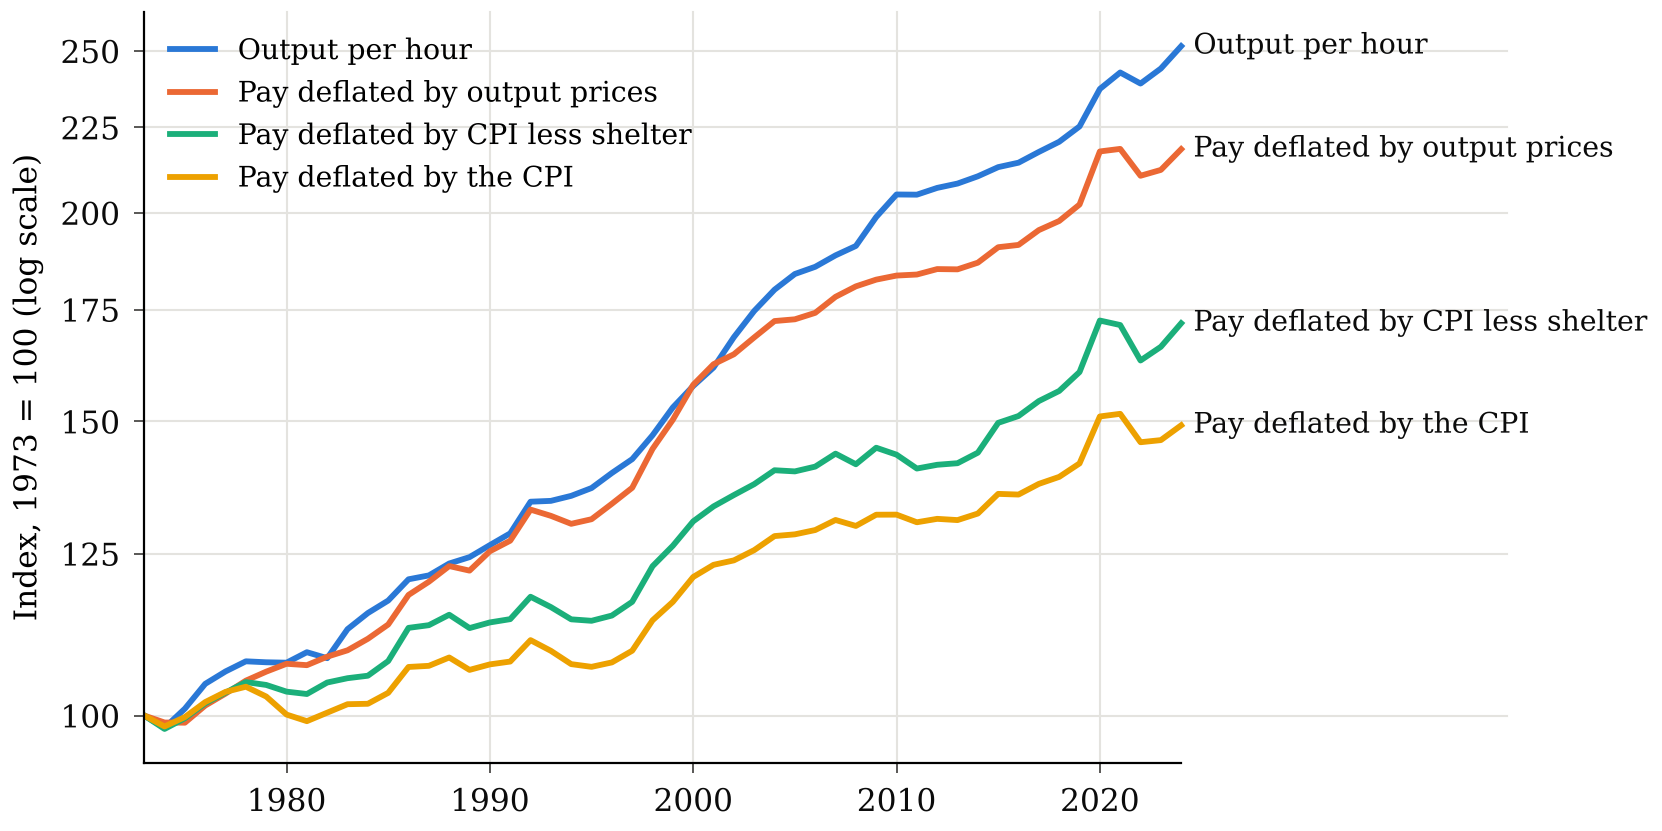 Output per hour
Pay deflated by output prices
Pay deflated by CPI less shelter
Pay deflated by the CPI
Index, 1973 = 100 (log scale)
250
225
200
175
150
125
100
Output per hour
Pay deflated by output prices
Pay deflated by CPI less shelter
Pay deflated by the CPI
1980
1990
2000
2010
2020